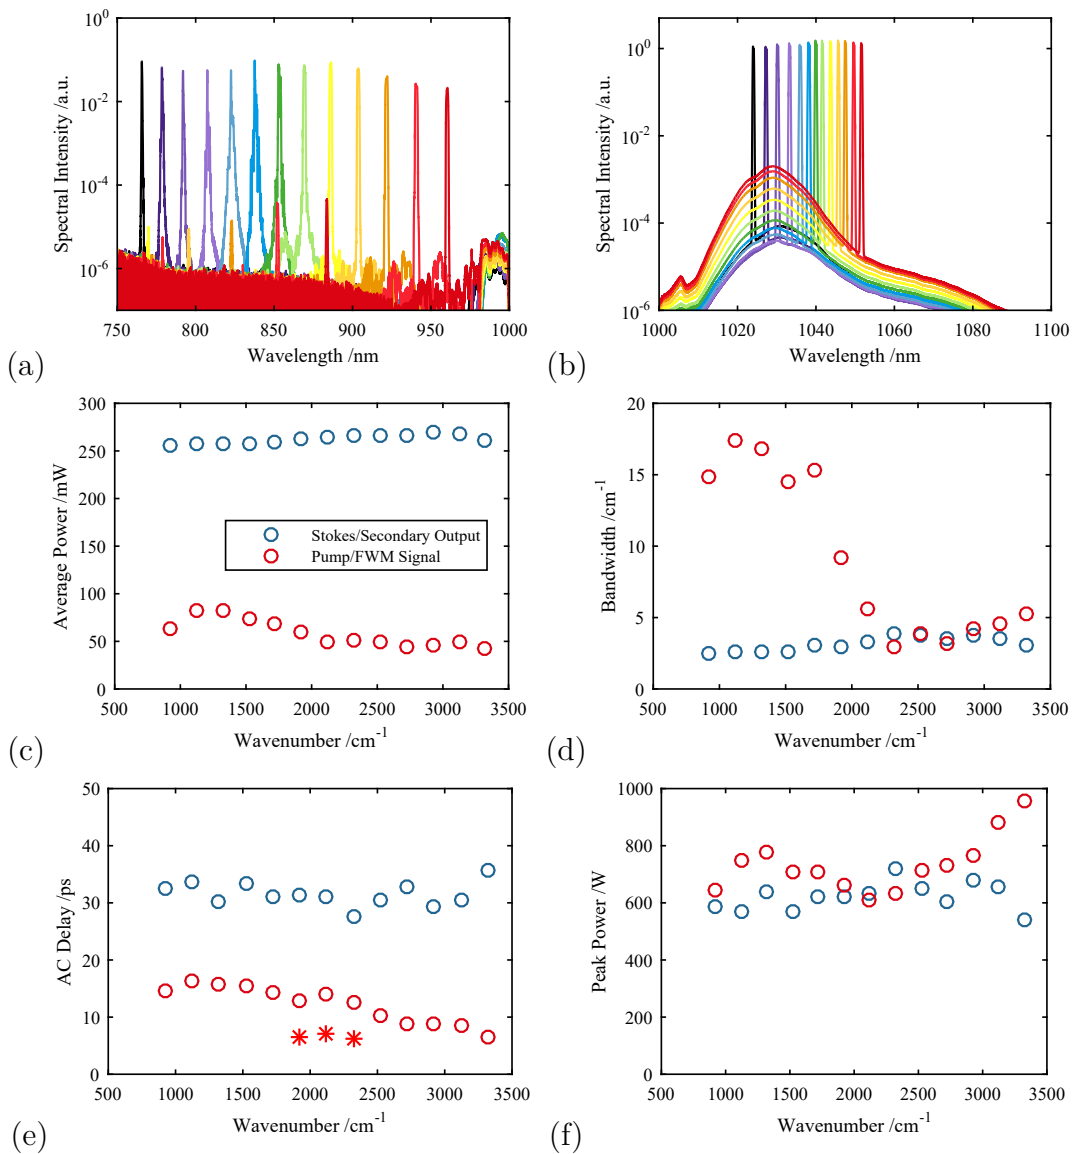 10^0
10^-2
10^-4
10^-6
Spectral Intensity /a.u.
750 800 850 900 950 1000
Wavelength /nm
(a)
10^0
10^-2
10^-4
10^-6
Spectral Intensity /a.u.
1000 1020 1040 1060 1080 1100
Wavelength /nm
(b)
300
250
200
150
100
50
0
Average Power /mW
Stokes/Secondary Output
Pump/FWM Signal
500 1000 1500 2000 2500 3000 3500
Wavenumber /cm^-1
(c)
20
15
10
5
0
Bandwidth /cm^-1
500 1000 1500 2000 2500 3000 3500
Wavenumber /cm^-1
(d)
50
40
30
20
10
0
AC Delay /ps
500 1000 1500 2000 2500 3000 3500
Wavenumber /cm^-1
(e)
1000
800
600
400
200
0
Peak Power /W
500 1000 1500 2000 2500 3000 3500
Wavenumber /cm^-1
(f)